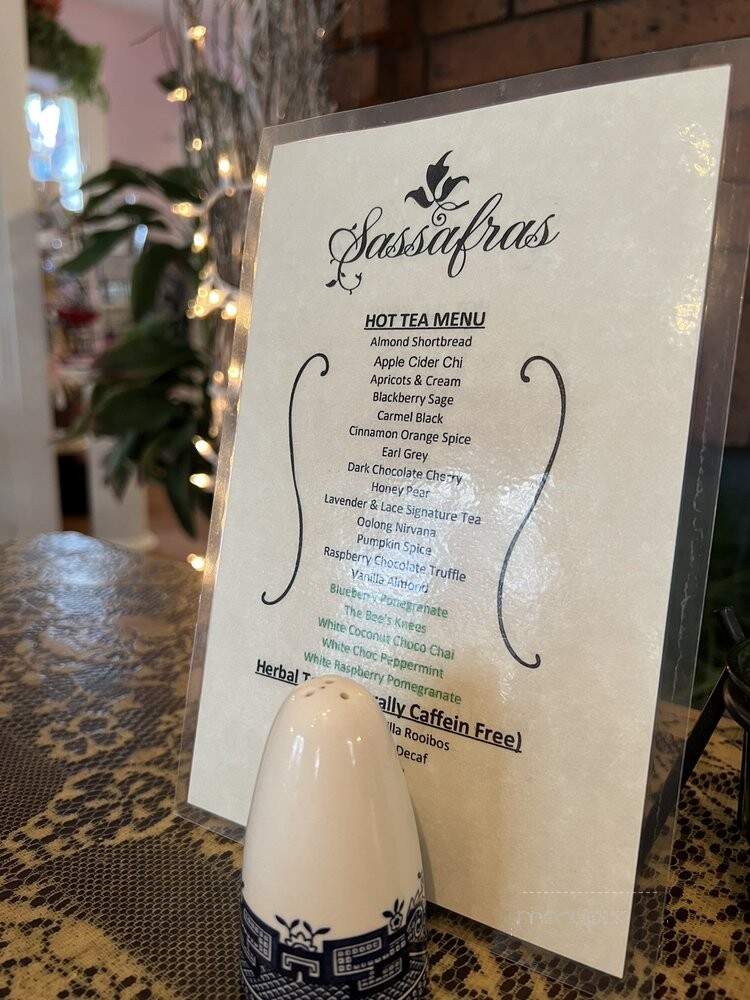 Sassafras
HOT TEA MENU
Almond Shortbread
Apple Cider Chi
Apricots & Cream
Blackberry Sage
Carmel Black
Cinnamon Orange Spice
Earl Grey
Dark Chocolate Cherry
Honey Pear
Lavender & Lace Signature Tea
Oolong Nirvana
Pumpkin Spice
Raspberry Chocolate Truffle
Vanilla Almond
Blueberry Pomegranate
The Bee's Knees
White Coconut Choco Chai
White Choc Peppermint
White Raspberry Pomegranate
Herbal Caffein Free)
Rooibos
Decaf